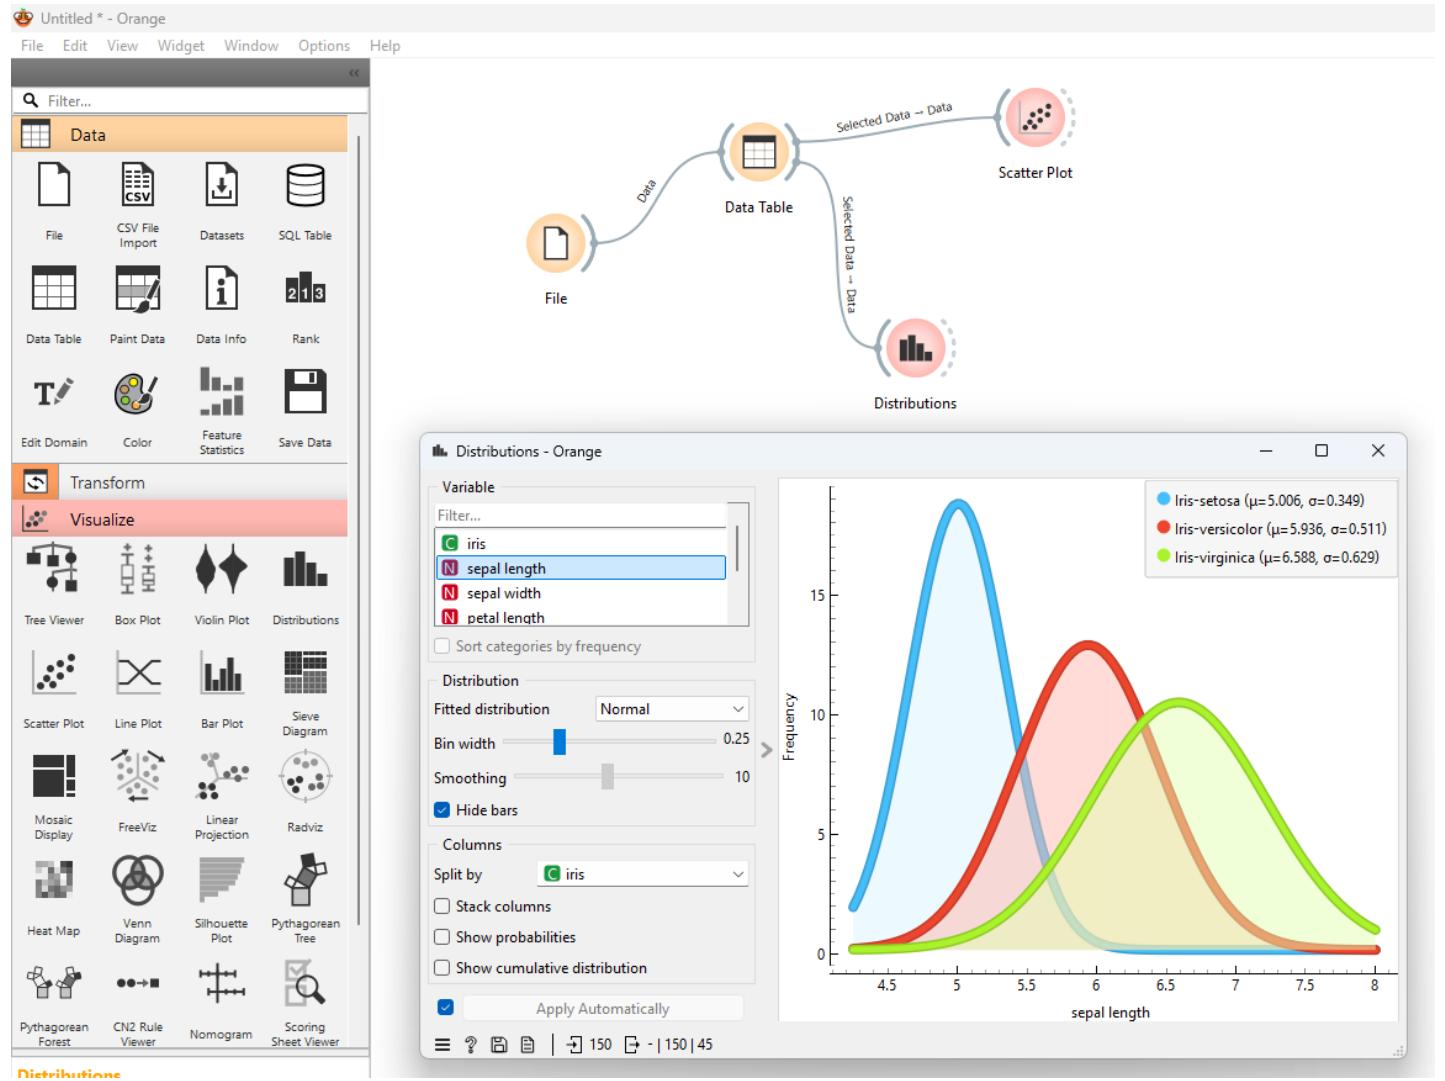 Untitled * - Orange
File Edit View Widget Window Options Help
«
Filter...
Data
File
CSV
CSV File
Import
Datasets
SQL Table
Data Table
Paint Data
Data Info
2 1 3
Rank
T
Edit Domain
Color
Feature
Statistics
Save Data
Transform
Visualize
Tree Viewer
Box Plot
Violin Plot
Distributions
Scatter Plot
Line Plot
Bar Plot
Sieve
Diagram
Mosaic
Display
FreeViz
Linear
Projection
Radviz
Heat Map
Venn
Diagram
Silhouette
Plot
Pythagorean
Tree
Pythagorean
Forest
CN2 Rule
Viewer
Nomogram
Scoring
Sheet Viewer
Distributions
File
Data
Data Table
Selected Data → Data
Scatter Plot
Selected Data → Data
Distributions
Distributions - Orange
Variable
Filter...
C iris
N sepal length
N sepal width
N petal length
Sort categories by frequency
Distribution
Fitted distribution Normal
Bin width 0.25
Smoothing 10
Hide bars
Columns
Split by C iris
Stack columns
Show probabilities
Show cumulative distribution
Apply Automatically
? 150 - | 150 | 45
Iris-setosa (μ=5.006, σ=0.349)
Iris-versicolor (μ=5.936, σ=0.511)
Iris-virginica (μ=6.588, σ=0.629)
Frequency
15
10
5
0
4.5 5 5.5 6 6.5 7 7.5 8
sepal length